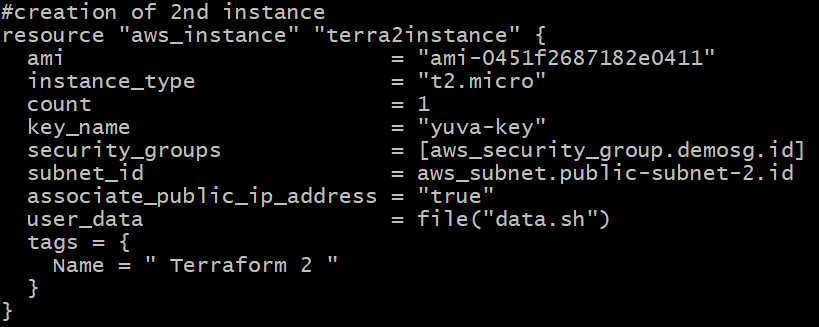 #creation of 2nd instance
resource "aws_instance" "terra2instance" {
  ami                         = "ami-0451f2687182e0411"
  instance_type               = "t2.micro"
  count                       = 1
  key_name                    = "yuva-key"
  security_groups             = [aws_security_group.demosg.id]
  subnet_id                   = aws_subnet.public-subnet-2.id
  associate_public_ip_address = "true"
  user_data                   = file("data.sh")
  tags = {
    Name = " Terraform 2 "
  }
}